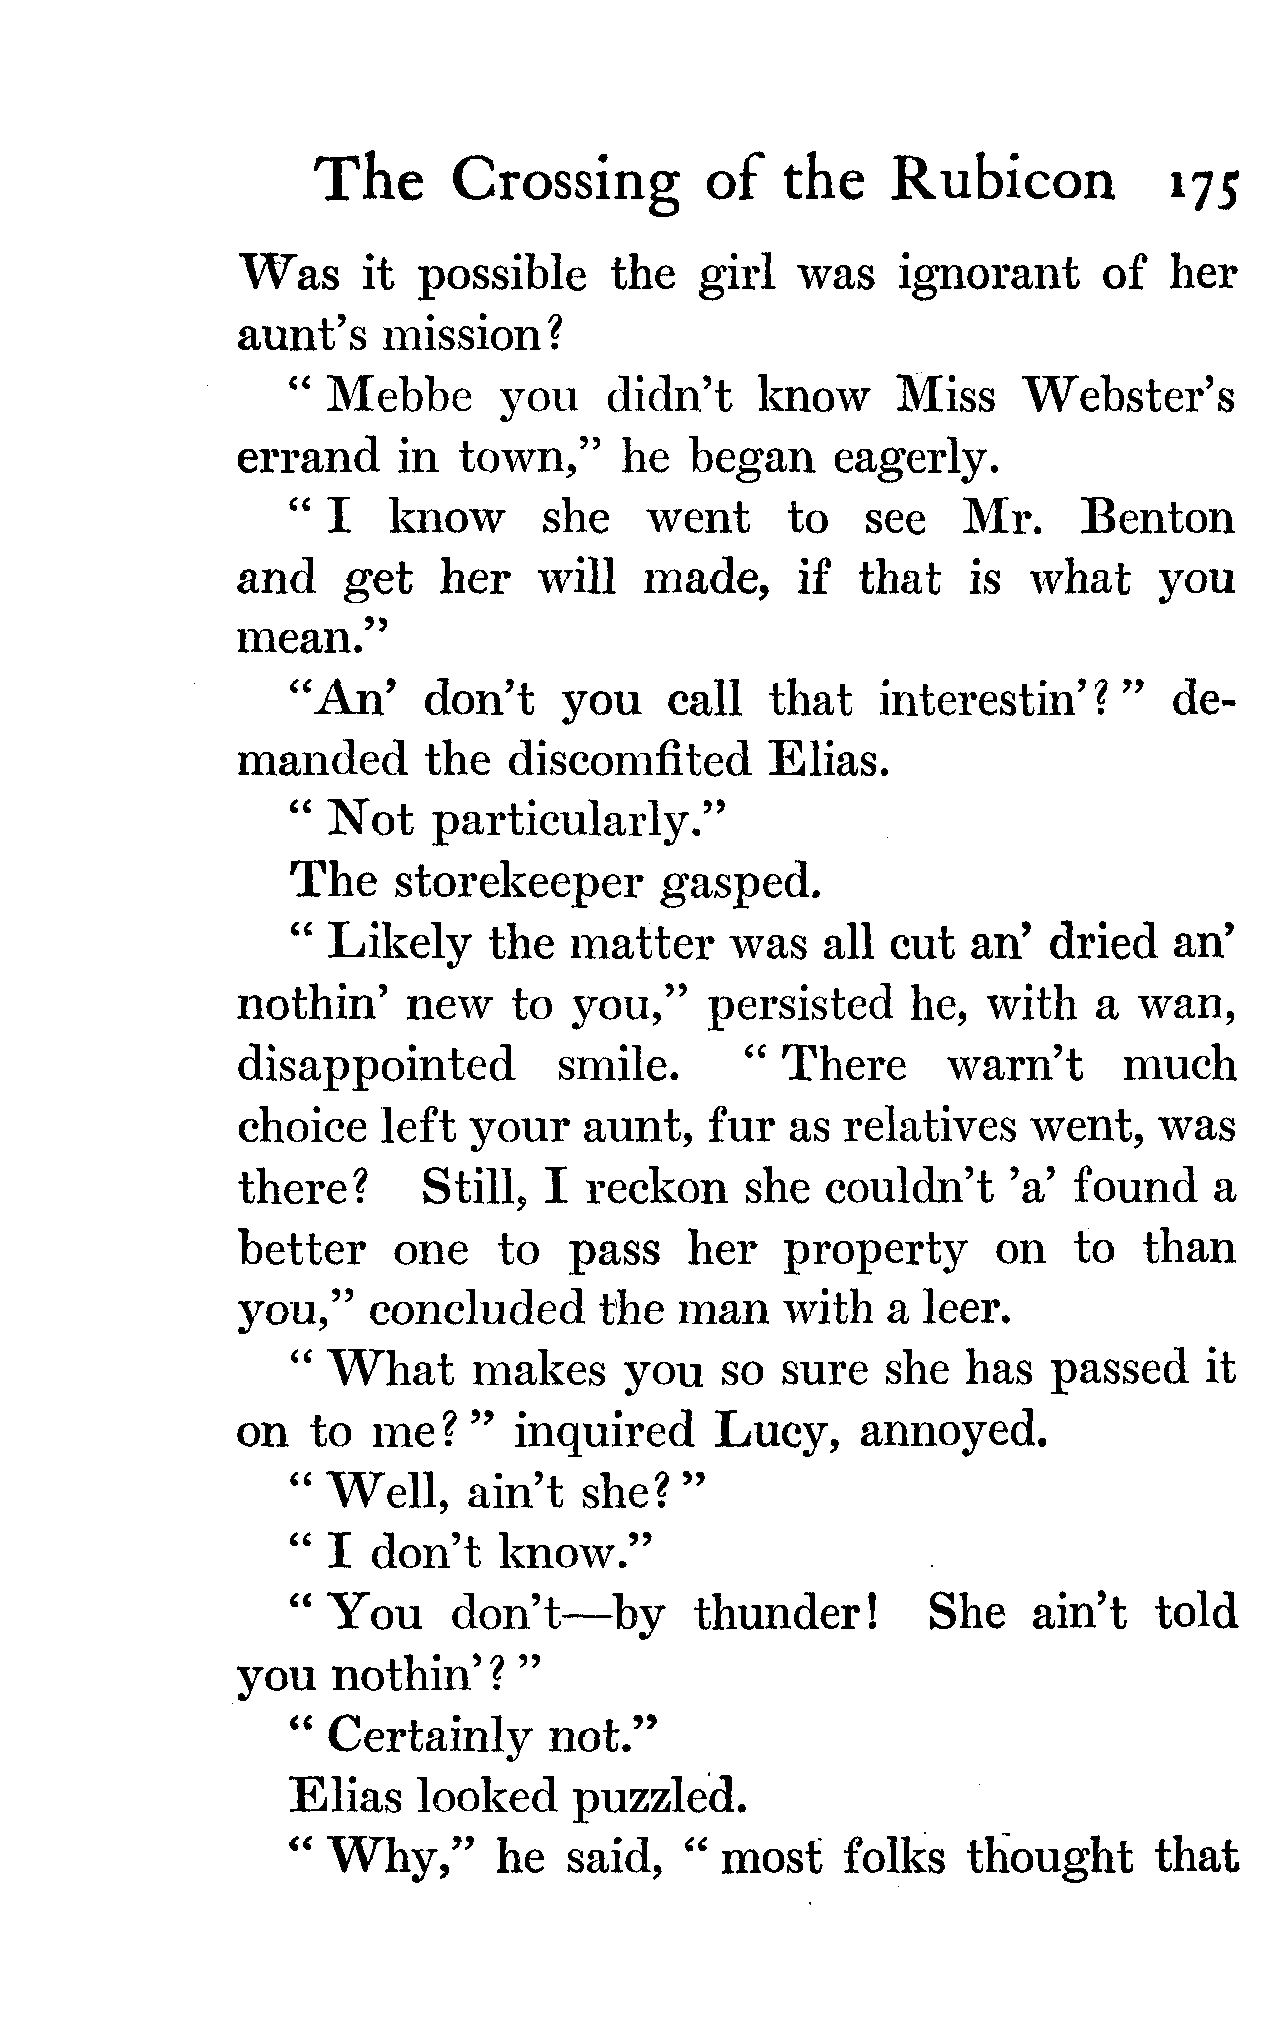 The Crossing of the Rubicon 175
Was it possible the girl was ignorant of her
aunt's mission?
"Mebbe you didn't know Miss Webster's
errand in town," he began eagerly.
"I know she went to see Mr. Benton
and get her will made, if that is what you
mean."
"An' don't you call that interestin'?" de-
manded the discomfited Elias.
"Not particularly."
The storekeeper gasped.
"Likely the matter was all cut an' dried an'
nothin' new to you," persisted he, with a wan,
disappointed smile. "There warn't much
choice left your aunt, fur as relatives went, was
there? Still, I reckon she couldn't 'a' found a
better one to pass her property on to than
you," concluded the man with a leer.
"What makes you so sure she has passed it
on to me?" inquired Lucy, annoyed.
"Well, ain't she?"
"I don't know."
"You don't—by thunder! She ain't told
you nothin'?"
"Certainly not."
Elias looked puzzled.
"Why," he said, "most folks thought that